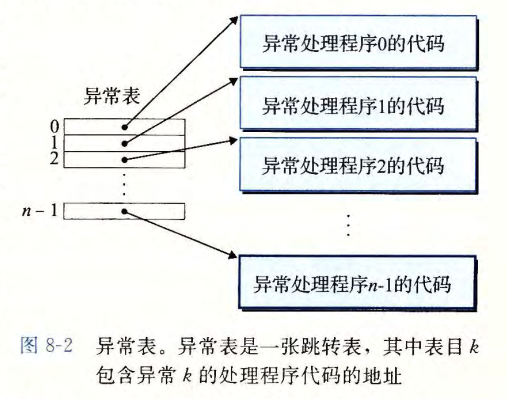 异常处理程序0的代码
异常表
异常处理程序1的代码
0
1
2
异常处理程序2的代码
⋮
n-1
⋮
异常处理程序n-1的代码
图 8-2 异常表。异常表是一张跳转表，其中表目 k
包含异常 k 的处理程序代码的地址